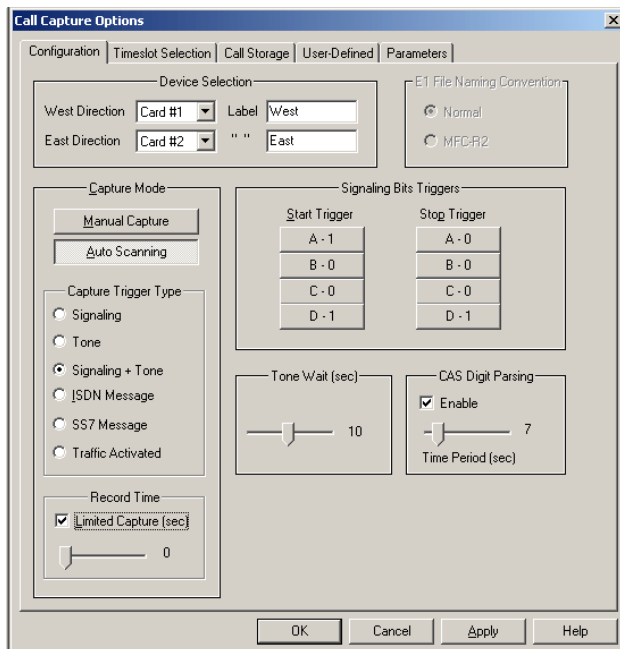 Call Capture Options
Configuration Timeslot Selection Call Storage User-Defined Parameters
Device Selection
West Direction Card #1 Label West
East Direction Card #2 " " East
E1 File Naming Convention
Normal
MFC-R2
Capture Mode
Manual Capture
Auto Scanning
Capture Trigger Type
Signaling
Tone
Signaling + Tone
ISDN Message
SS7 Message
Traffic Activated
Record Time
Limited Capture (sec)
0
Signaling Bits Triggers
Start Trigger Stop Trigger
A - 1 A - 0
B - 0 B - 0
C - 0 C - 0
D - 1 D - 1
Tone Wait (sec)
10
CAS Digit Parsing
Enable
7
Time Period (sec)
OK Cancel Apply Help